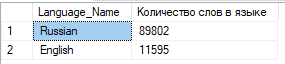 Language_Name Количество слов в языке
1 Russian 89802
2 English 11595